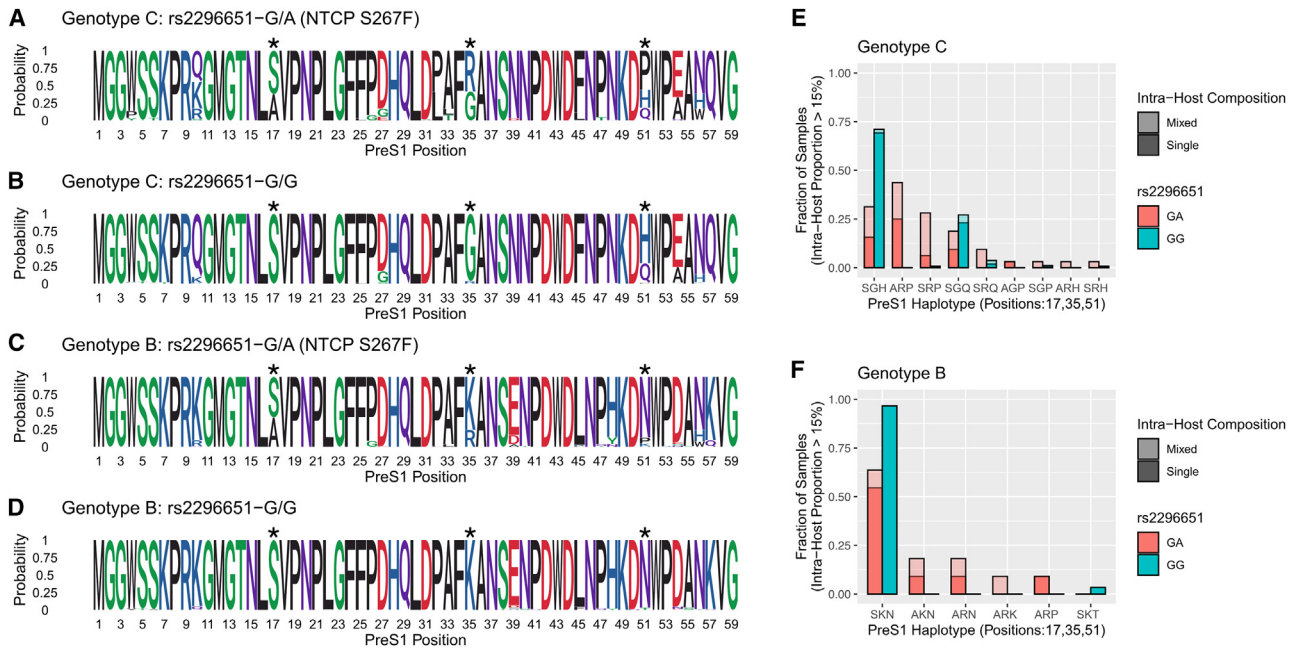 A
Genotype C: rs2296651−G/A (NTCP S267F)
Probability
1
0.75
0.5
0.25
0
* * *
1 3 5 7 9 11 13 15 17 19 21 23 25 27 29 31 33 35 37 39 41 43 45 47 49 51 53 55 57 59
PreS1 Position
B
Genotype C: rs2296651−G/G
Probability
1
0.75
0.5
0.25
0
* * *
1 3 5 7 9 11 13 15 17 19 21 23 25 27 29 31 33 35 37 39 41 43 45 47 49 51 53 55 57 59
PreS1 Position
C
Genotype B: rs2296651−G/A (NTCP S267F)
Probability
1
0.75
0.5
0.25
0
* * *
1 3 5 7 9 11 13 15 17 19 21 23 25 27 29 31 33 35 37 39 41 43 45 47 49 51 53 55 57 59
PreS1 Position
D
Genotype B: rs2296651−G/G
Probability
1
0.75
0.5
0.25
0
* * *
1 3 5 7 9 11 13 15 17 19 21 23 25 27 29 31 33 35 37 39 41 43 45 47 49 51 53 55 57 59
PreS1 Position
E
Genotype C
Fraction of Samples
(Intra−Host Proportion > 15%)
1.00
0.75
0.50
0.25
0.00
SGH ARP SRP SGQ SRQ AGP SGP ARH SRH
PreS1 Haplotype (Positions:17,35,51)
Intra−Host Composition
Mixed
Single
rs2296651
GA
GG
F
Genotype B
Fraction of Samples
(Intra−Host Proportion > 15%)
1.00
0.75
0.50
0.25
0.00
SKN AKN ARN ARK ARP SKT
PreS1 Haplotype (Positions:17,35,51)
Intra−Host Composition
Mixed
Single
rs2296651
GA
GG